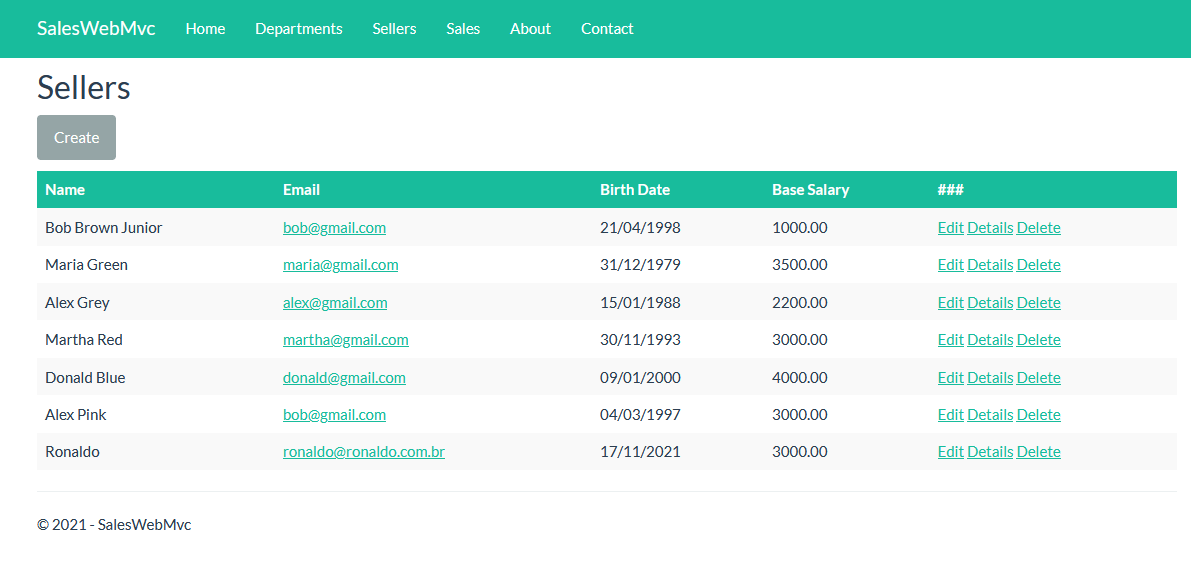 SalesWebMvc Home Departments Sellers Sales About Contact
Sellers
Create
Name Email Birth Date Base Salary ###
Bob Brown Junior bob@gmail.com 21/04/1998 1000.00 Edit Details Delete
Maria Green maria@gmail.com 31/12/1979 3500.00 Edit Details Delete
Alex Grey alex@gmail.com 15/01/1988 2200.00 Edit Details Delete
Martha Red martha@gmail.com 30/11/1993 3000.00 Edit Details Delete
Donald Blue donald@gmail.com 09/01/2000 4000.00 Edit Details Delete
Alex Pink bob@gmail.com 04/03/1997 3000.00 Edit Details Delete
Ronaldo ronaldo@ronaldo.com.br 17/11/2021 3000.00 Edit Details Delete
© 2021 - SalesWebMvc